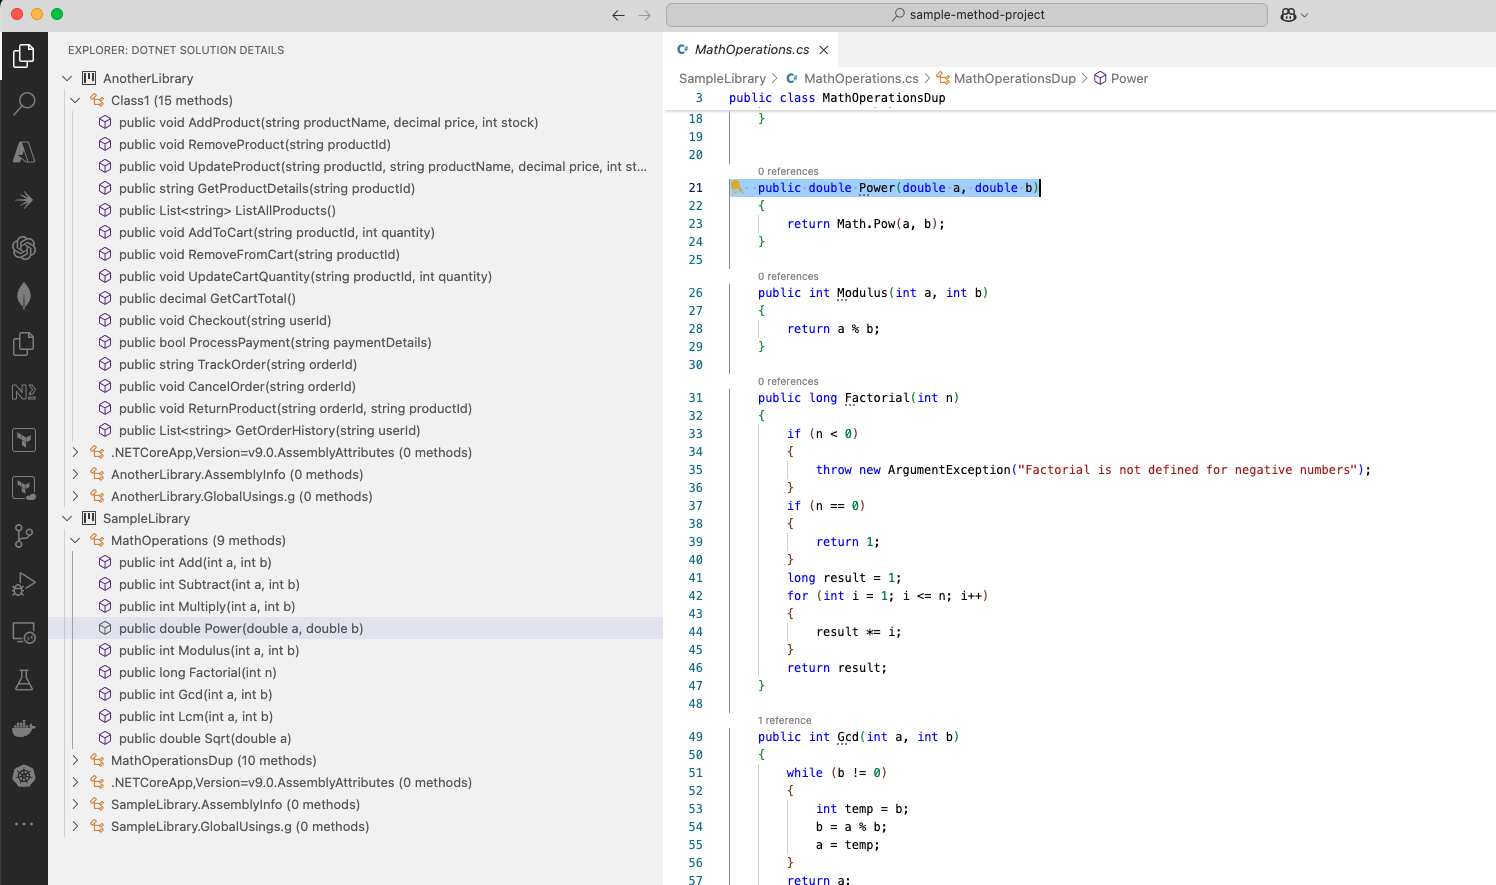 sample-method-project
EXPLORER: DOTNET SOLUTION DETAILS
AnotherLibrary
Class1 (15 methods)
public void AddProduct(string productName, decimal price, int stock)
public void RemoveProduct(string productId)
public void UpdateProduct(string productId, string productName, decimal price, int st...
public string GetProductDetails(string productId)
public List<string> ListAllProducts()
public void AddToCart(string productId, int quantity)
public void RemoveFromCart(string productId)
public void UpdateCartQuantity(string productId, int quantity)
public decimal GetCartTotal()
public void Checkout(string userId)
public bool ProcessPayment(string paymentDetails)
public string TrackOrder(string orderId)
public void CancelOrder(string orderId)
public void ReturnProduct(string orderId, string productId)
public List<string> GetOrderHistory(string userId)
.NETCoreApp,Version=v9.0.AssemblyAttributes (0 methods)
AnotherLibrary.AssemblyInfo (0 methods)
AnotherLibrary.GlobalUsings.g (0 methods)
SampleLibrary
MathOperations (9 methods)
public int Add(int a, int b)
public int Subtract(int a, int b)
public int Multiply(int a, int b)
public double Power(double a, double b)
public int Modulus(int a, int b)
public long Factorial(int n)
public int Gcd(int a, int b)
public int Lcm(int a, int b)
public double Sqrt(double a)
MathOperationsDup (10 methods)
.NETCoreApp,Version=v9.0.AssemblyAttributes (0 methods)
SampleLibrary.AssemblyInfo (0 methods)
SampleLibrary.GlobalUsings.g (0 methods)
MathOperations.cs
SampleLibrary > MathOperations.cs > MathOperationsDup > Power
3 public class MathOperationsDup
18 }
19
20
0 references
21 public double Power(double a, double b)
22 {
23 return Math.Pow(a, b);
24 }
25
0 references
26 public int Modulus(int a, int b)
27 {
28 return a % b;
29 }
30
0 references
31 public long Factorial(int n)
32 {
33 if (n < 0)
34 {
35 throw new ArgumentException("Factorial is not defined for negative numbers");
36 }
37 if (n == 0)
38 {
39 return 1;
40 }
41 long result = 1;
42 for (int i = 1; i <= n; i++)
43 {
44 result *= i;
45 }
46 return result;
47 }
48
1 reference
49 public int Gcd(int a, int b)
50 {
51 while (b != 0)
52 {
53 int temp = b;
54 b = a % b;
55 a = temp;
56 }
57 return a;